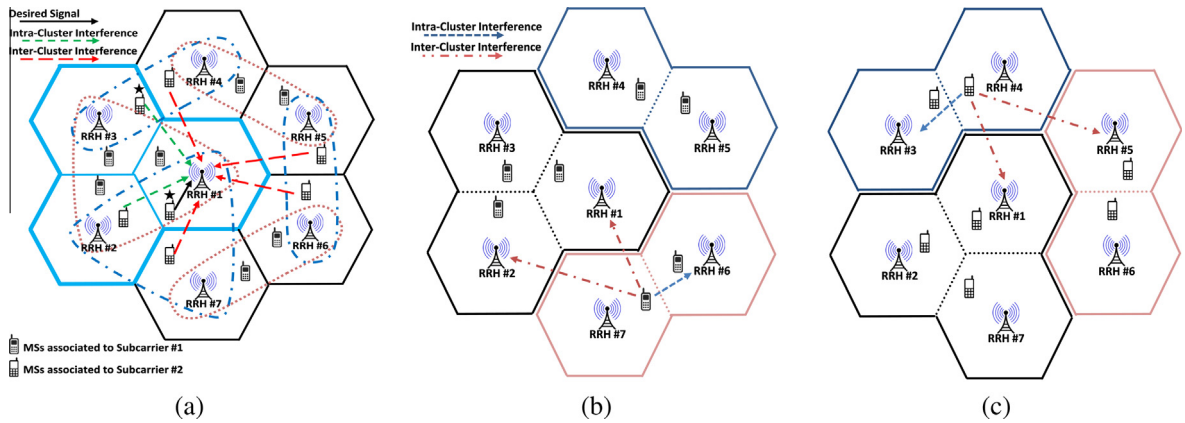 Desired Signal
Intra-Cluster Interference
Inter-Cluster Interference
RRH #4
RRH #3
RRH #5
RRH #1
RRH #2
RRH #6
RRH #7
MSs associated to Subcarrier #1
MSs associated to Subcarrier #2
(a)
Intra-Cluster Interference
Inter-Cluster Interference
RRH #4
RRH #3
RRH #5
RRH #1
RRH #2
RRH #6
RRH #7
(b)
RRH #4
RRH #3
RRH #5
RRH #1
RRH #2
RRH #6
RRH #7
(c)